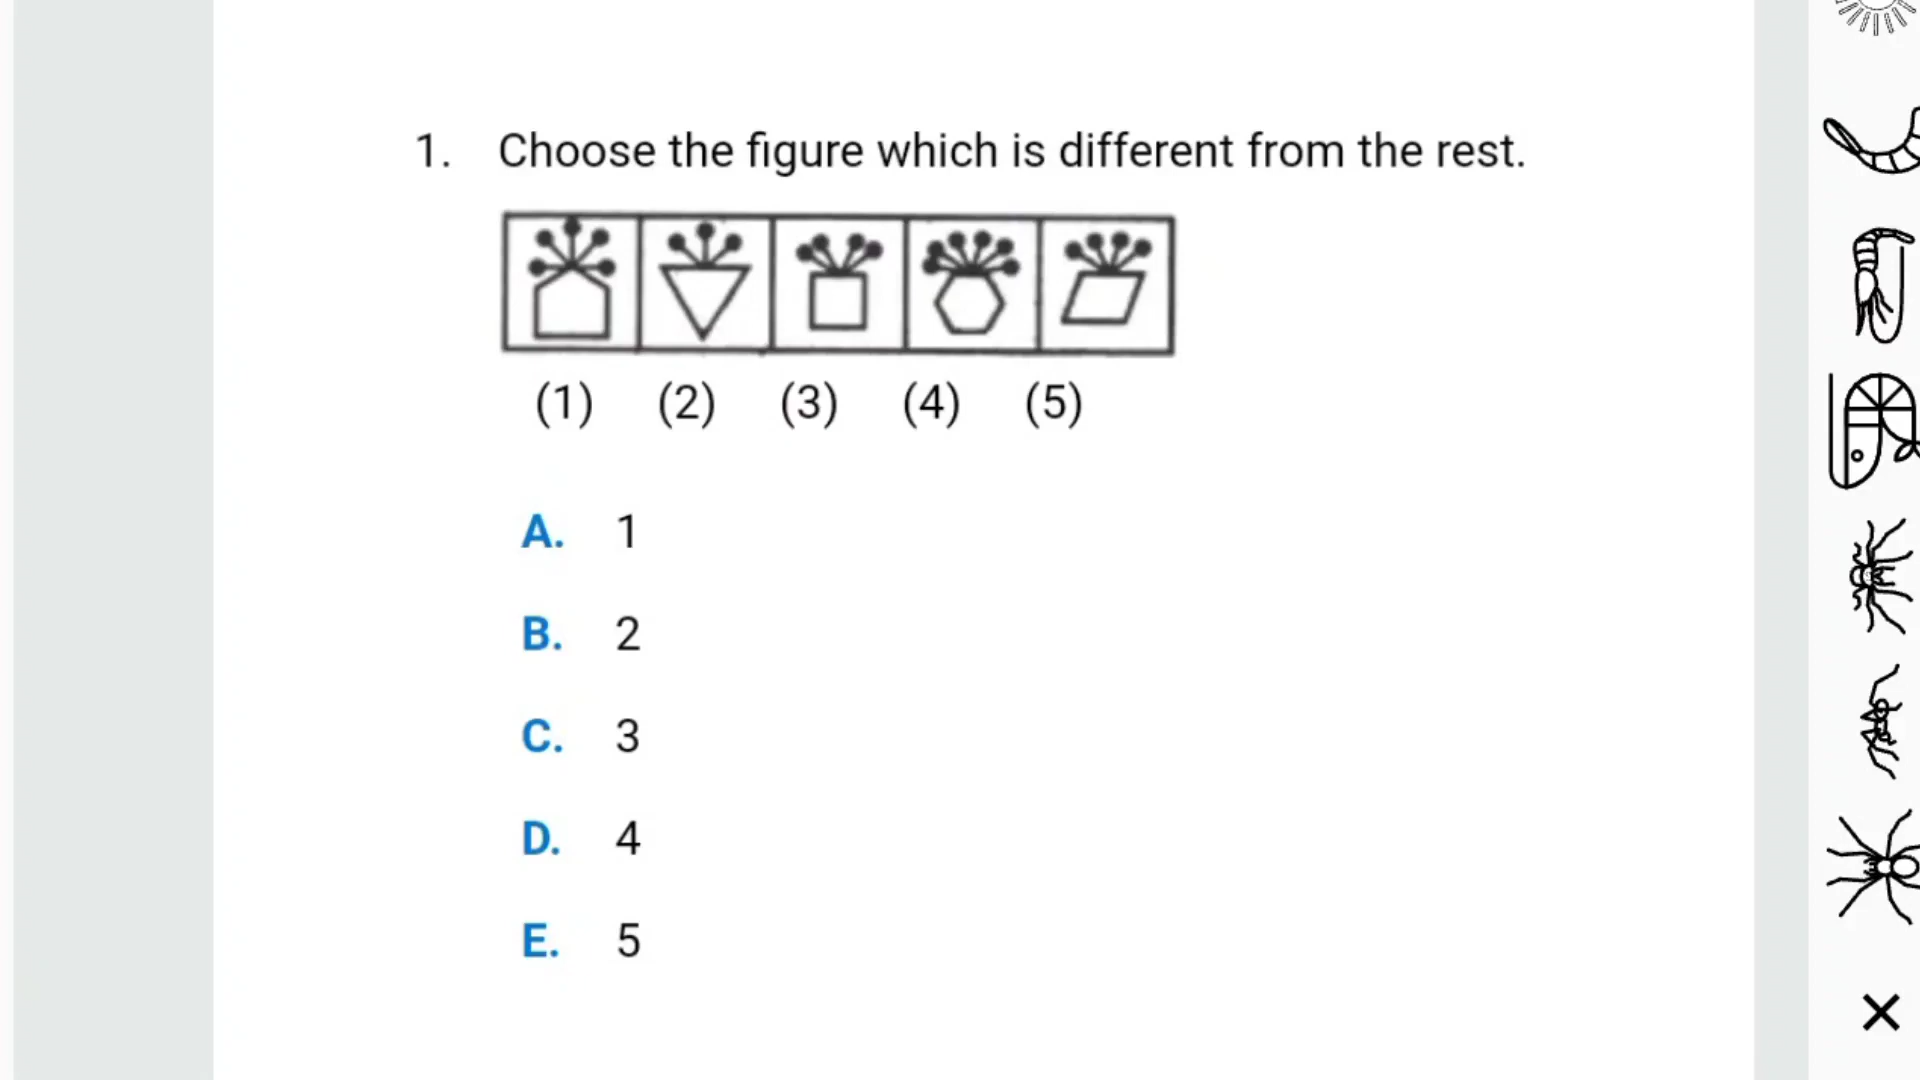 1. Choose the figure which is different from the rest.
(1) (2) (3) (4) (5)
A. 1
B. 2
C. 3
D. 4
E. 5